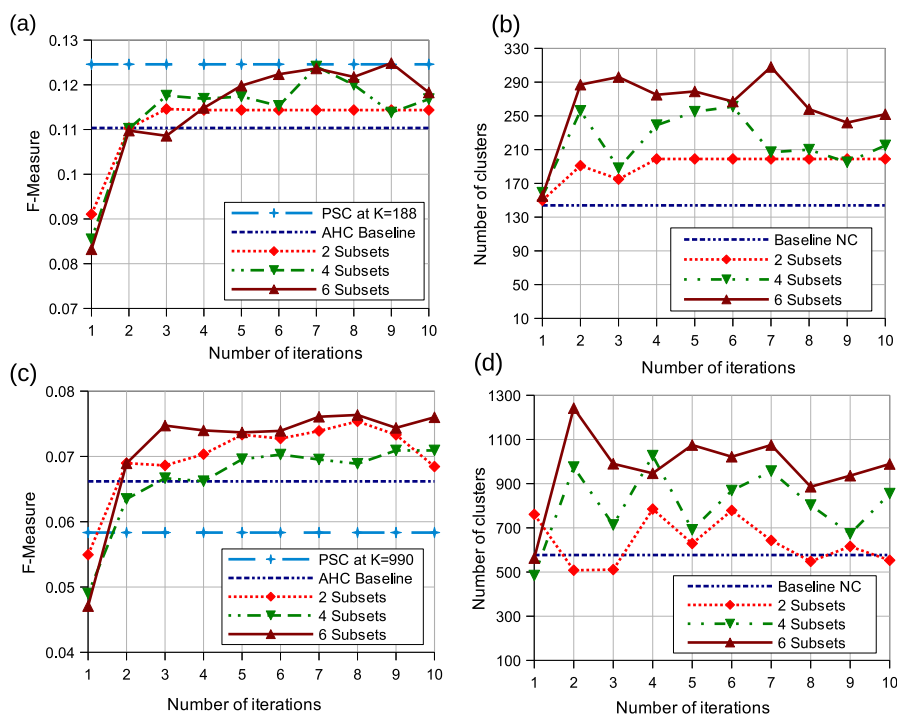 (a)
0.13
0.12
0.11
0.1
0.09
0.08
0.07
F-Measure
PSC at K=188
AHC Baseline
2 Subsets
4 Subsets
6 Subsets
1 2 3 4 5 6 7 8 9 10
Number of iterations
(b)
330
290
250
210
170
130
90
50
10
Number of clusters
Baseline NC
2 Subsets
4 Subsets
6 Subsets
1 2 3 4 5 6 7 8 9 10
Number of iterations
(c)
0.08
0.07
0.06
0.05
0.04
F-Measure
PSC at K=990
AHC Baseline
2 Subsets
4 Subsets
6 Subsets
1 2 3 4 5 6 7 8 9 10
Number of iterations
(d)
1300
1100
900
700
500
300
100
Number of clusters
Baseline NC
2 Subsets
4 Subsets
6 Subsets
1 2 3 4 5 6 7 8 9 10
Number of iterations